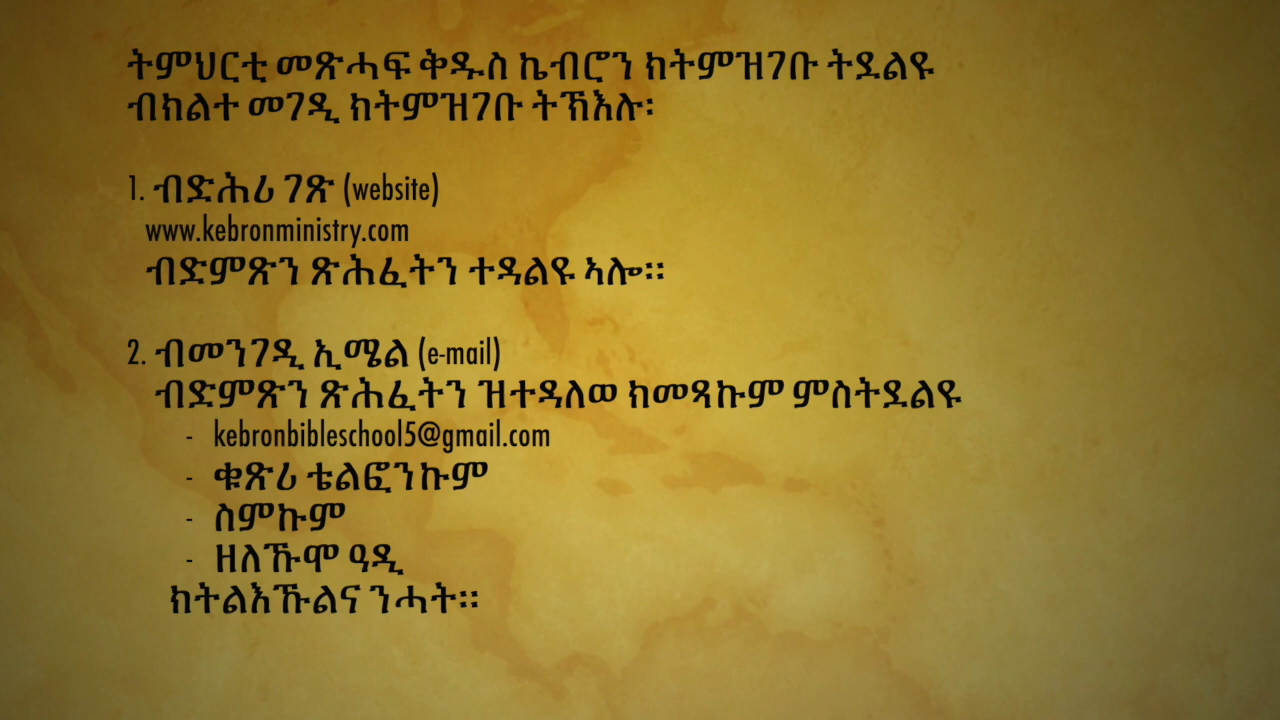 ትምህርቲ መጽሓፍ ቅዱስ ኬብሮን ክትምዝገቡ ትደልዩ
ብክልተ መገዲ ክትምዝገቡ ትኽእሉ፡
1. ብድሕሪ ገጽ (website)
www.kebronministry.com
ብድምጽን ጽሕፈትን ተዳልዩ ኣሎ፡፡
2. ብመንገዲ ኢሜል (e-mail)
ብድምጽን ጽሕፈትን ዝተዳለወ ክመጻኩም ምስትደልዩ
- kebronbibleschool5@gmail.com
- ቁጽሪ ቴልፎንኩም
- ስምኩም
- ዘለኹሞ ዓዲ
ክትልእኹልና ንሓት፡፡